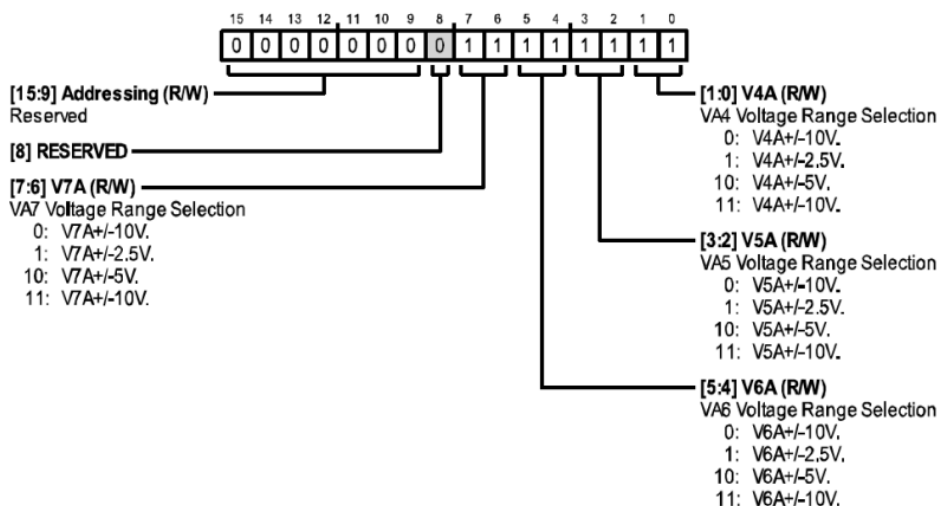 15 14 13 12 11 10 9 8 7 6 5 4 3 2 1 0
0 0 0 0 0 0 0 0 1 1 1 1 1 1 1 1
[15:9] Addressing (R/W)
Reserved
[8] RESERVED
[7:6] V7A (R/W)
VA7 Voltage Range Selection
0: V7A+/-10V.
1: V7A+/-2.5V.
10: V7A+/-5V.
11: V7A+/-10V.
[1:0] V4A (R/W)
VA4 Voltage Range Selection
0: V4A+/-10V.
1: V4A+/-2.5V.
10: V4A+/-5V.
11: V4A+/-10V.
[3:2] V5A (R/W)
VA5 Voltage Range Selection
0: V5A+/-10V.
1: V5A+/-2.5V.
10: V5A+/-5V.
11: V5A+/-10V.
[5:4] V6A (R/W)
VA6 Voltage Range Selection
0: V6A+/-10V.
1: V6A+/-2.5V.
10: V6A+/-5V.
11: V6A+/-10V.